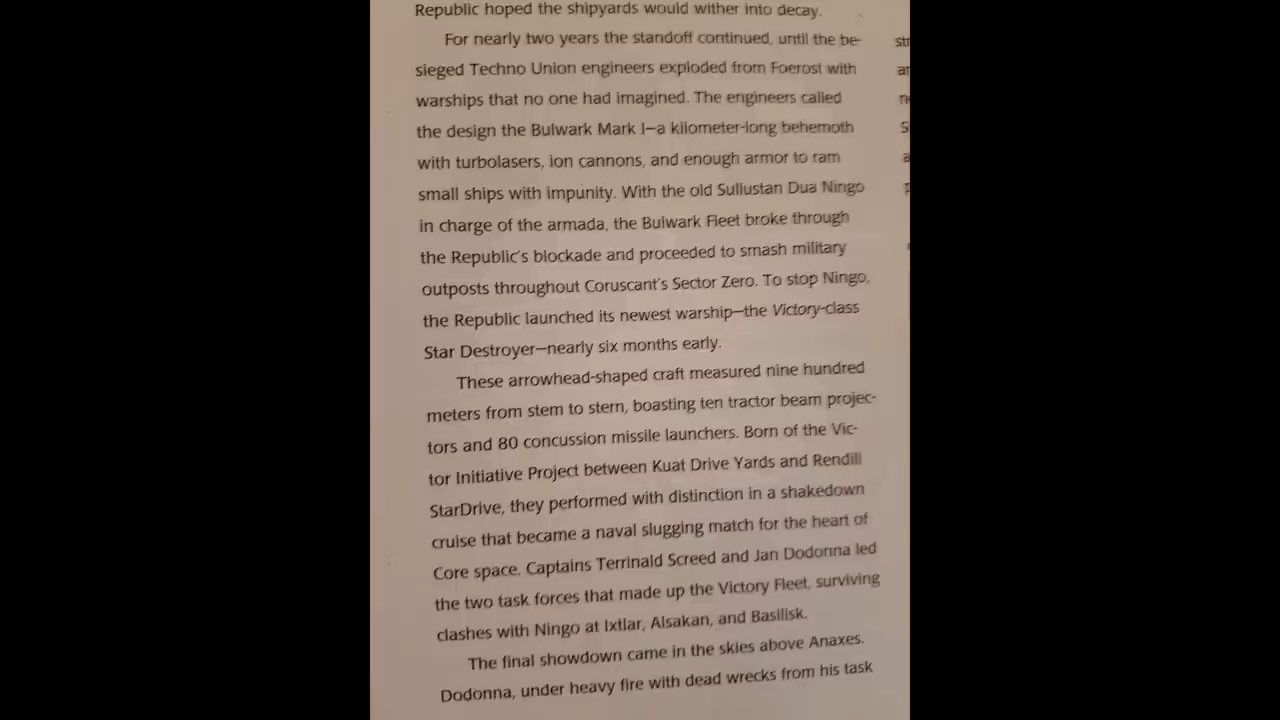 Republic hoped the shipyards would wither into decay.
For nearly two years the standoff continued, until the be-
sieged Techno Union engineers exploded from Foerost with
warships that no one had imagined. The engineers called
the design the Bulwark Mark I—a kilometer-long behemoth
with turbolasers, ion cannons, and enough armor to ram
small ships with impunity. With the old Sullustan Dua Ningo
in charge of the armada, the Bulwark Fleet broke through
the Republic's blockade and proceeded to smash military
outposts throughout Coruscant's Sector Zero. To stop Ningo,
the Republic launched its newest warship—the Victory-class
Star Destroyer—nearly six months early.
These arrowhead-shaped craft measured nine hundred
meters from stem to stern, boasting ten tractor beam projec-
tors and 80 concussion missile launchers. Born of the Vic-
tor Initiative Project between Kuat Drive Yards and Rendili
StarDrive, they performed with distinction in a shakedown
cruise that became a naval slugging match for the heart of
Core space. Captains Terrinald Screed and Jan Dodonna led
the two task forces that made up the Victory Fleet, surviving
clashes with Ningo at Ixtlar, Alsakan, and Basilisk.
The final showdown came in the skies above Anaxes.
Dodonna, under heavy fire with dead wrecks from his task